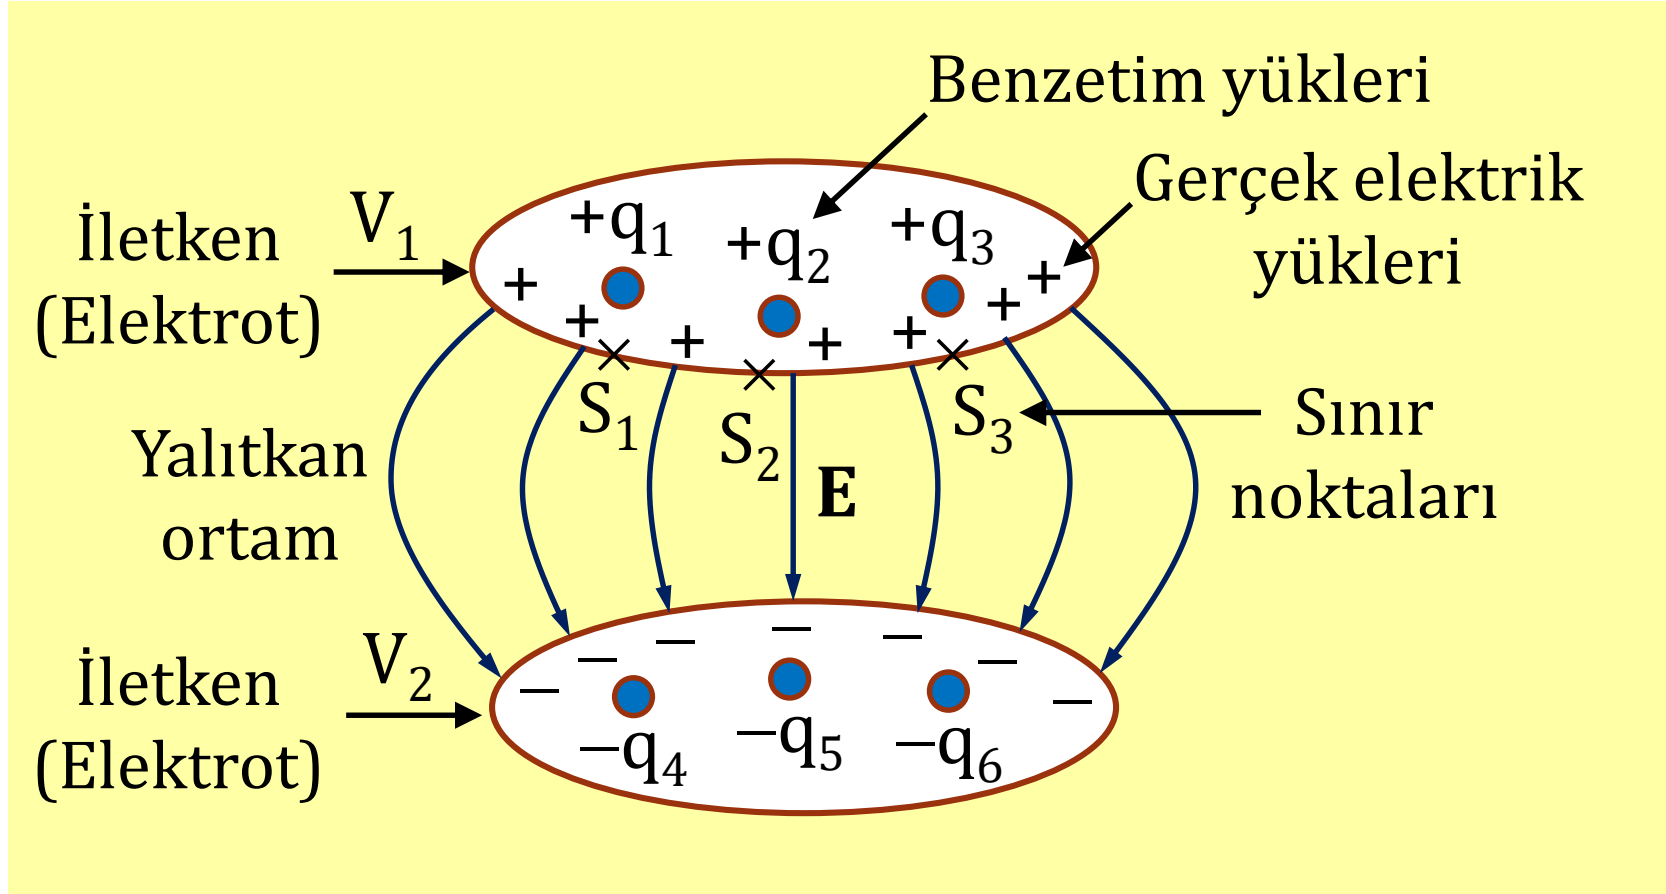 Benzetim yükleri
Gerçek elektrik
yükleri
İletken
(Elektrot)
V₁
+q₁
+q₂
+q₃
+ + + + + + +
S₁
S₂
S₃
Sınır
noktaları
Yalıtkan
ortam
E
İletken
(Elektrot)
V₂
− − − − − − −
−q₄
−q₅
−q₆